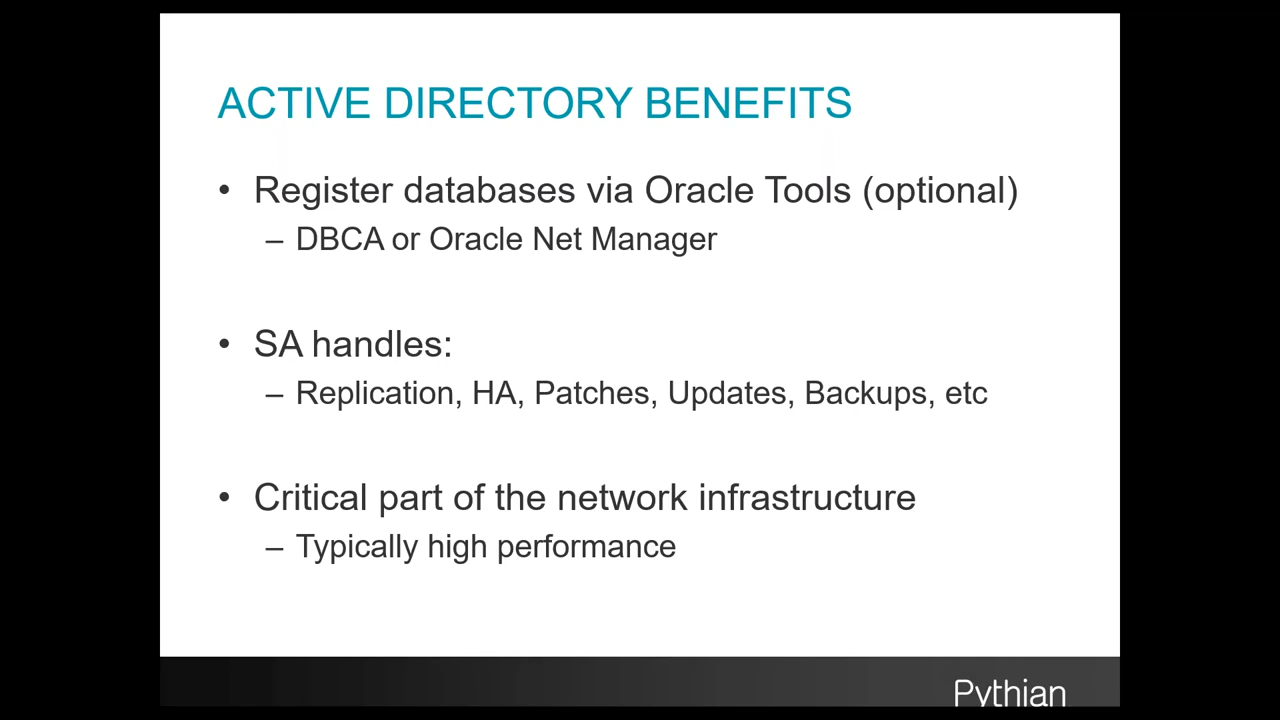 ACTIVE DIRECTORY BENEFITS
• Register databases via Oracle Tools (optional)
– DBCA or Oracle Net Manager
• SA handles:
– Replication, HA, Patches, Updates, Backups, etc
• Critical part of the network infrastructure
– Typically high performance
Pythian